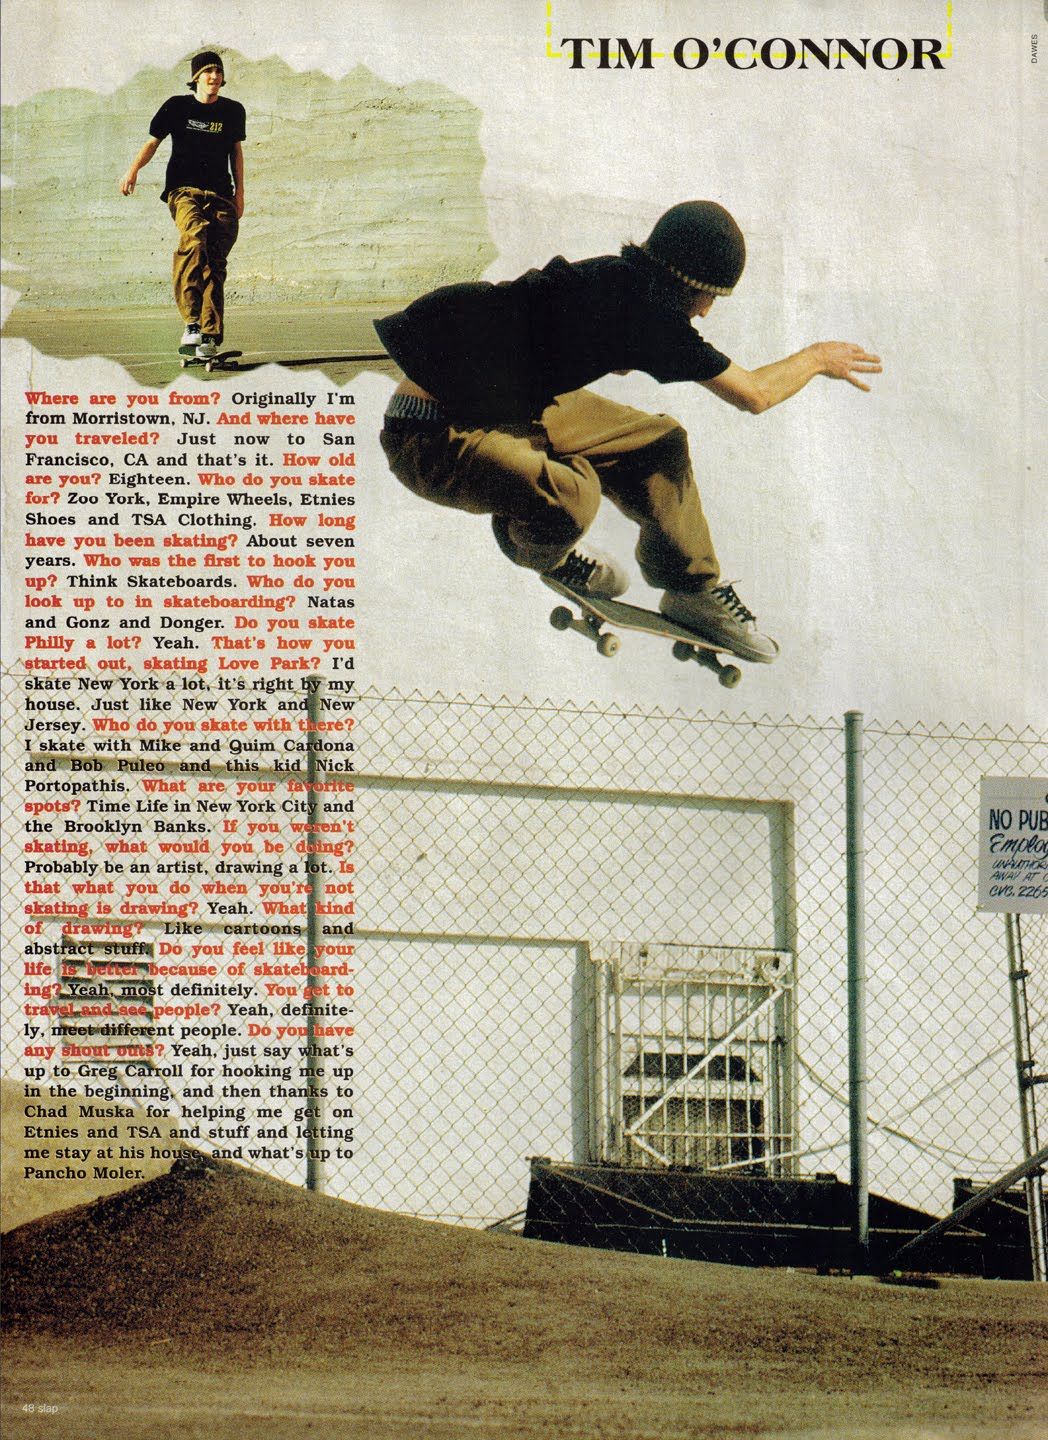 TIM O'CONNOR
DAWES
212
Where are you from? Originally I'm
from Morristown, NJ. And where have
you traveled? Just now to San
Francisco, CA and that's it. How old
are you? Eighteen. Who do you skate
for? Zoo York, Empire Wheels, Etnies
Shoes and TSA Clothing. How long
have you been skating? About seven
years. Who was the first to hook you
up? Think Skateboards. Who do you
look up to in skateboarding? Natas
and Gonz and Donger. Do you skate
Philly a lot? Yeah. That's how you
started out, skating Love Park? I'd
skate New York a lot, it's right by my
house. Just like New York and New
Jersey. Who do you skate with there?
I skate with Mike and Quim Cardona
and Bob Puleo and this kid Nick
Portopathis. What are your favorite
spots? Time Life in New York City and
the Brooklyn Banks. If you weren't
skating, what would you be doing?
Probably be an artist, drawing a lot. Is
that what you do when you're not
skating is drawing? Yeah. What kind
of drawing? Like cartoons and
abstract stuff. Do you feel like your
life is better because of skateboard-
ing? Yeah, most definitely. You get to
travel and see people? Yeah, definite-
ly, meet different people. Do you have
any shout outs? Yeah, just say what's
up to Greg Carroll for hooking me up
in the beginning, and then thanks to
Chad Muska for helping me get on
Etnies and TSA and stuff and letting
me stay at his house, and what's up to
Pancho Moler.
NO PUB
Employ
UNAUTHOR
AWAY AT O
CVC. 2265
48 slap